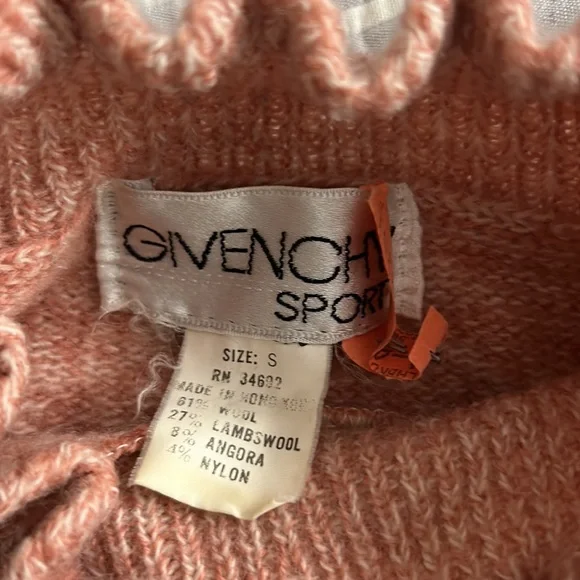 GIVENCHY
SPORT
SIZE: S
RN 34692
MADE IN HONG KONG
61% WOOL
27% LAMBSWOOL
8% ANGORA
4% NYLON